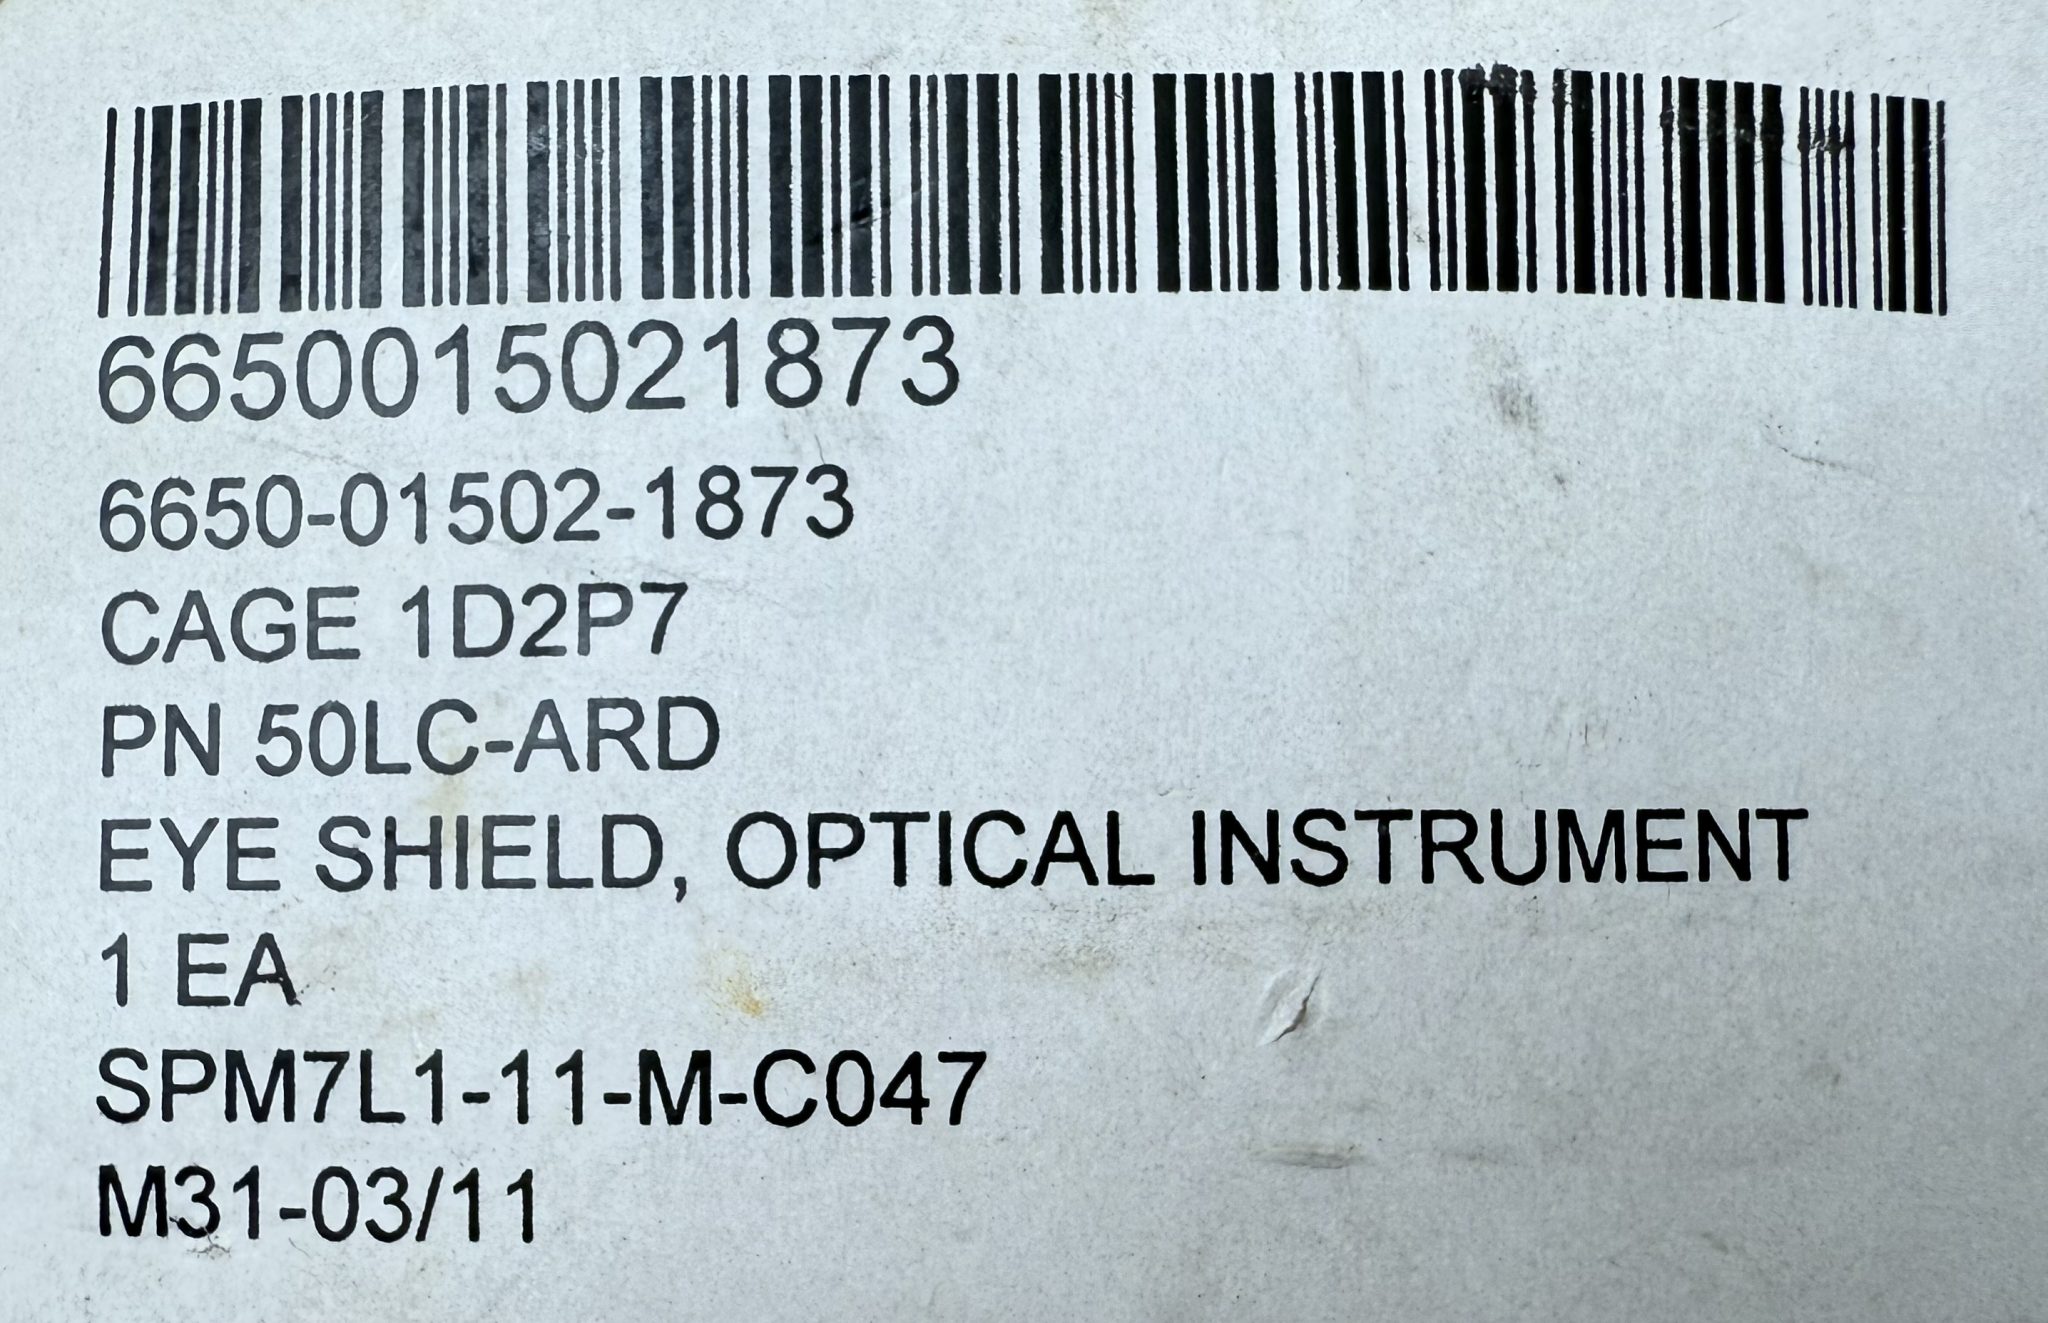 6650015021873
6650-01502-1873
CAGE 1D2P7
PN 50LC-ARD
EYE SHIELD, OPTICAL INSTRUMENT
1 EA
SPM7L1-11-M-C047
M31-03/11